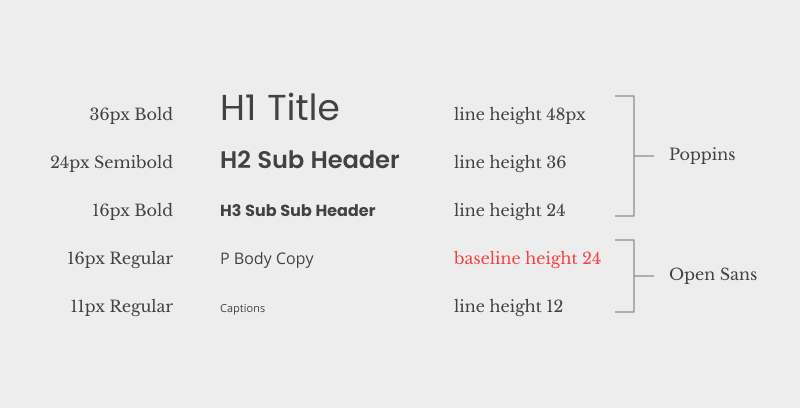 36px Bold H1 Title line height 48px
24px Semibold H2 Sub Header line height 36
Poppins
16px Bold H3 Sub Sub Header line height 24
16px Regular P Body Copy baseline height 24
Open Sans
11px Regular Captions line height 12